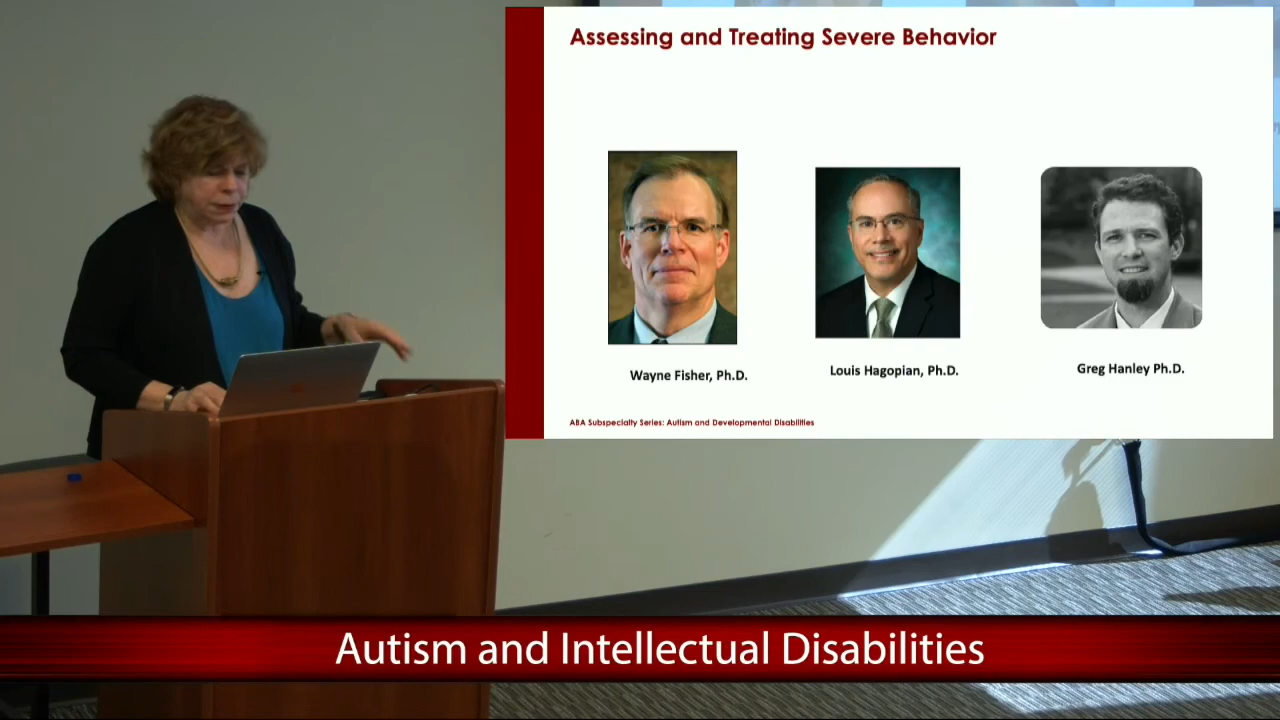 Assessing and Treating Severe Behavior
Wayne Fisher, Ph.D.
Louis Hagopian, Ph.D.
Greg Hanley Ph.D.
ABA Subspecialty Series: Autism and Developmental Disabilities
Autism and Intellectual Disabilities